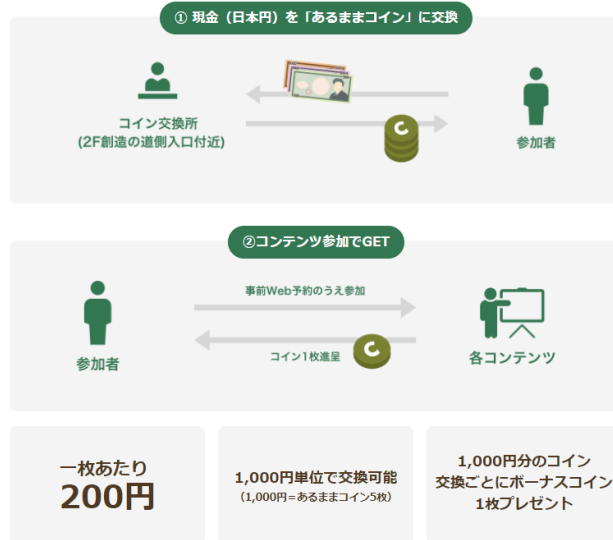 ① 現金（日本円）を「あるままコイン」に交換
コイン交換所
(2F創造の道側入口付近)
C
参加者
②コンテンツ参加でGET
事前Web予約のうえ参加
参加者
コイン1枚進呈
C
各コンテンツ
一枚あたり
200円
1,000円単位で交換可能
（1,000円＝あるままコイン5枚）
1,000円分のコイン
交換ごとにボーナスコイン
1枚プレゼント